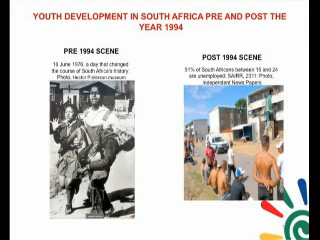 YOUTH DEVELOPMENT IN SOUTH AFRICA PRE AND POST THE
YEAR 1994
PRE 1994 SCENE
16 June 1976, a day that changed
the course of South Africa's history:
Photo, Hector Pieterson museum
POST 1994 SCENE
51% of South Africans between 15 and 24
are unemployed: SAIRR, 2011: Photo,
Independent News Papers